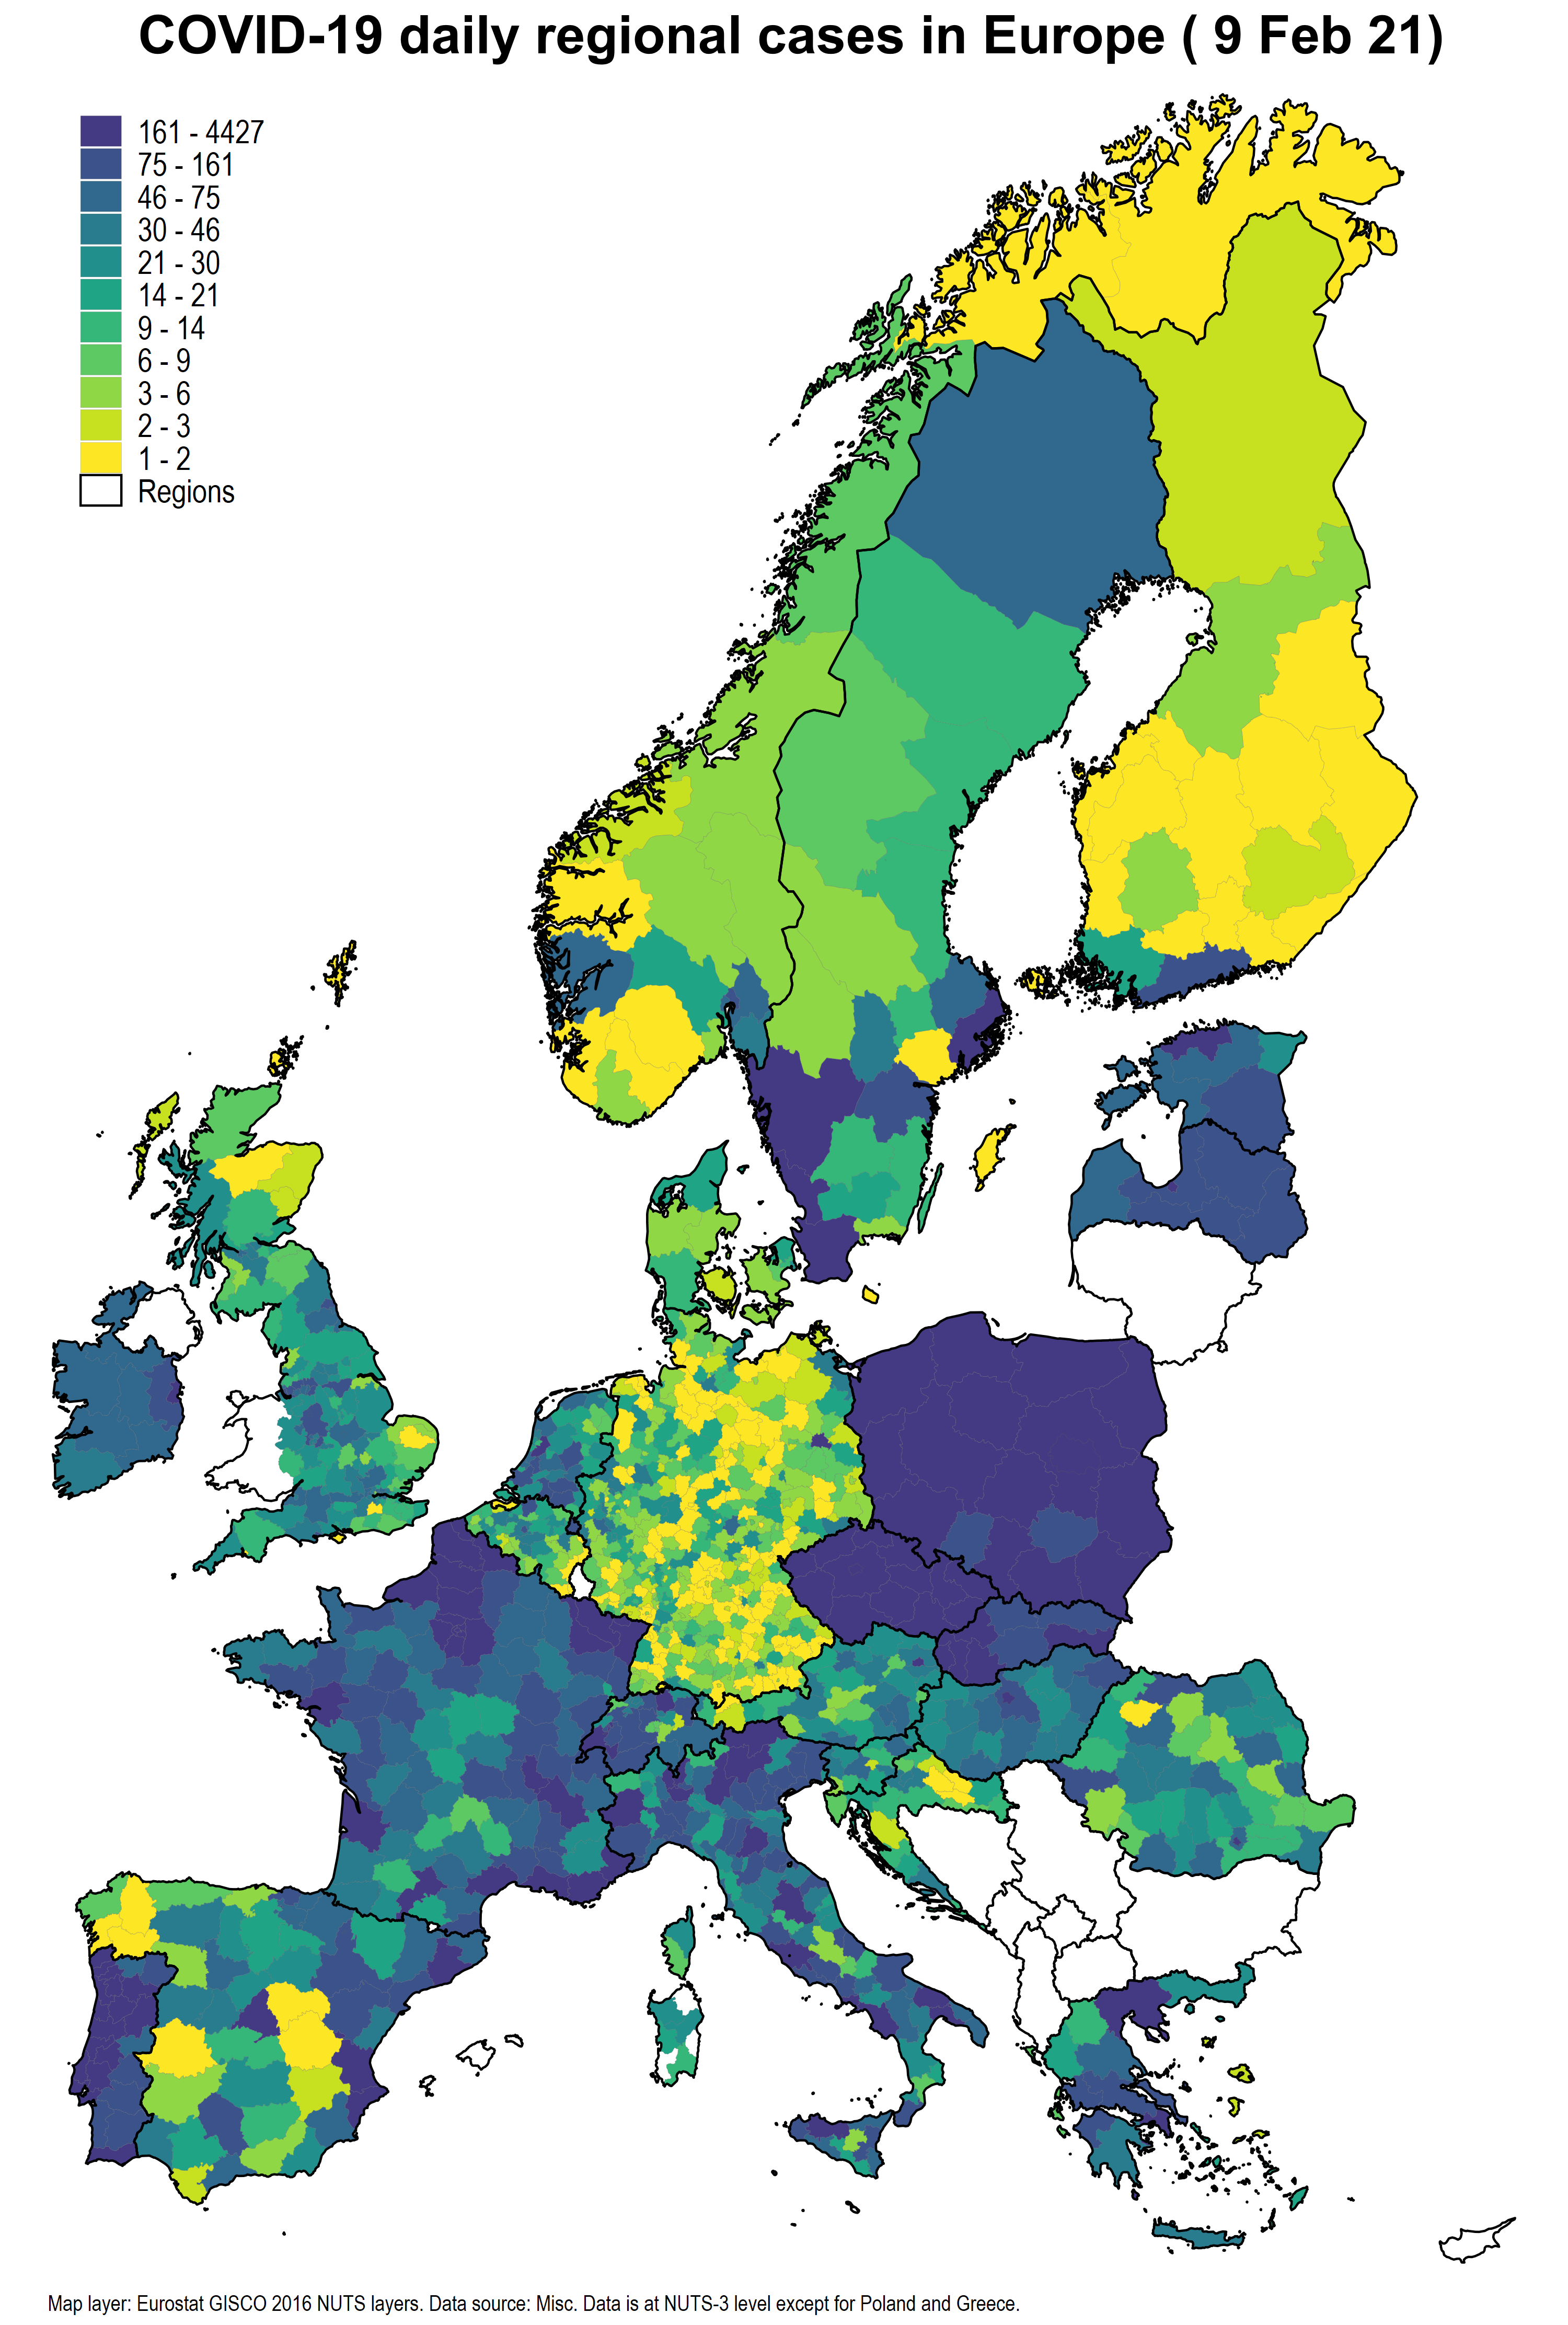 COVID-19 daily regional cases in Europe ( 9 Feb 21)
161 - 4427
75 - 161
46 - 75
30 - 46
21 - 30
14 - 21
9 - 14
6 - 9
3 - 6
2 - 3
1 - 2
Regions
Map layer: Eurostat GISCO 2016 NUTS layers. Data source: Misc. Data is at NUTS-3 level except for Poland and Greece.